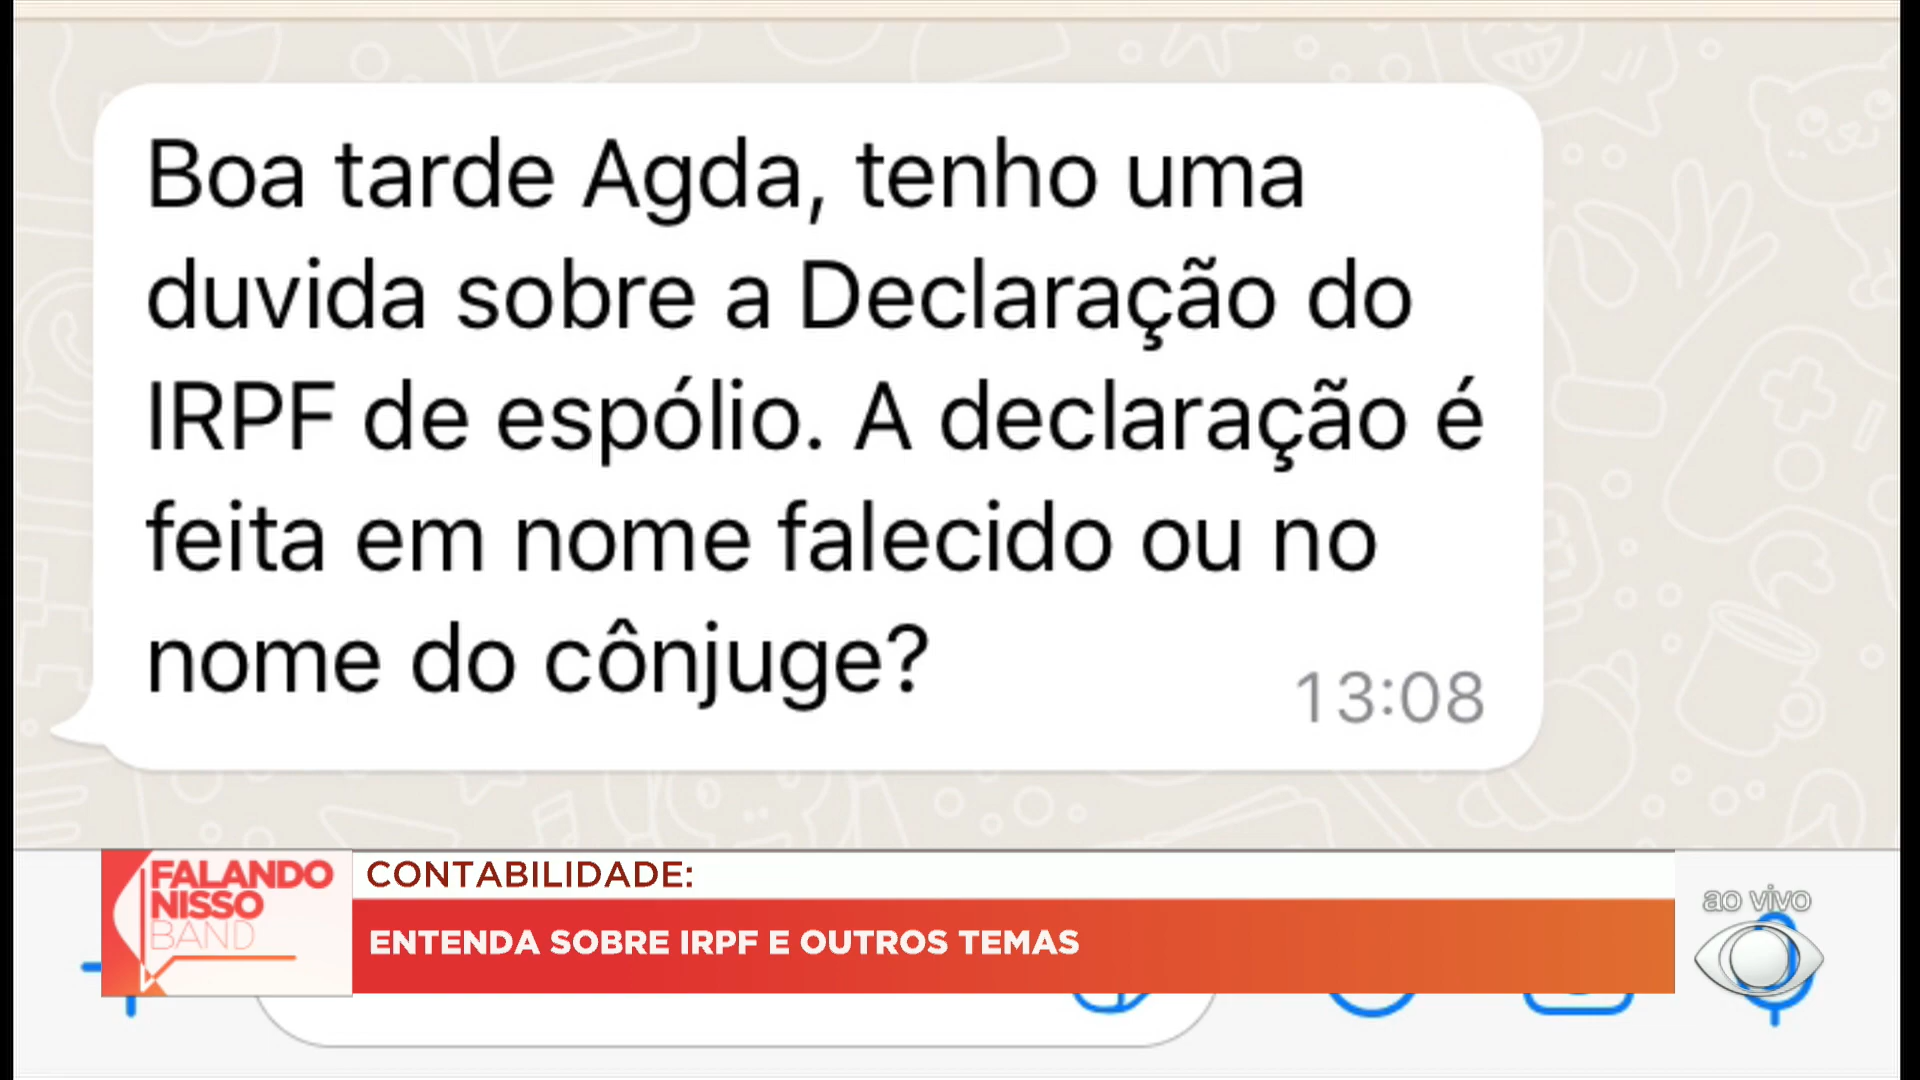 Boa tarde Agda, tenho uma
duvida sobre a Declaração do
IRPF de espólio. A declaração é
feita em nome falecido ou no
nome do cônjuge?
13:08
FALANDO
NISSO
BAND
CONTABILIDADE:
ENTENDA SOBRE IRPF E OUTROS TEMAS
ao vivo